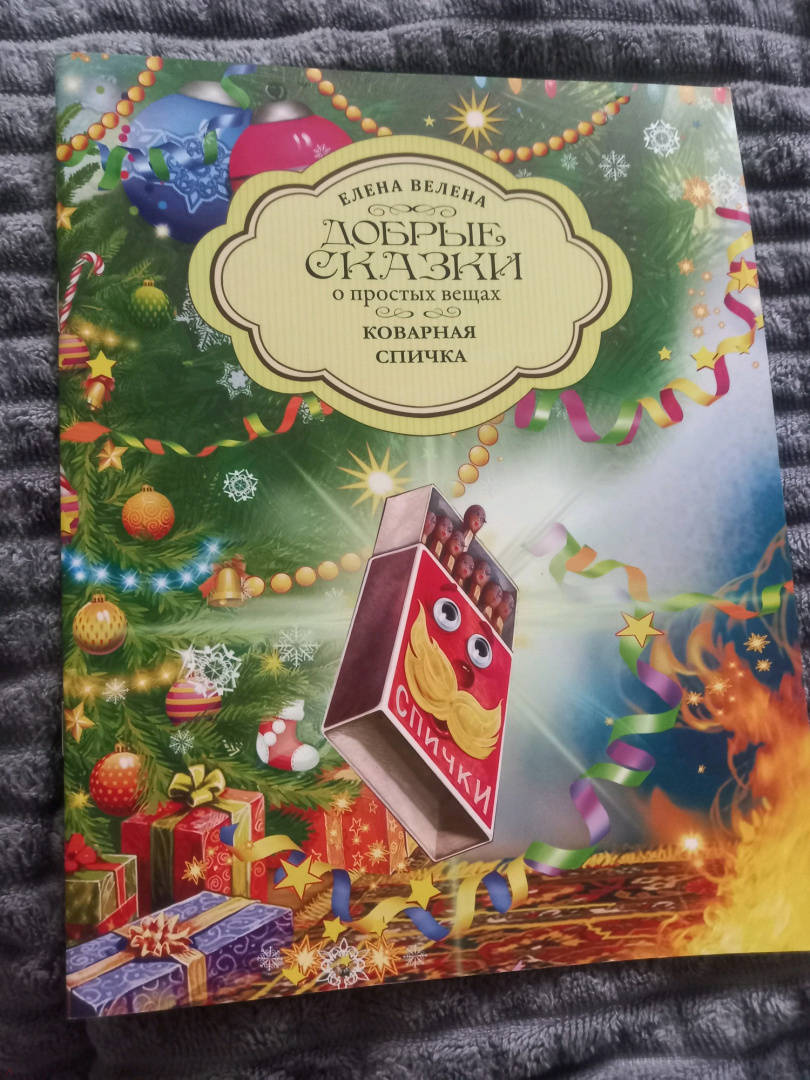 ЕЛЕНА ВЕЛЕНА
ДОБРЫЕ
СКАЗКИ
о простых вещах
КОВАРНАЯ
СПИЧКА
СПИЧКИ